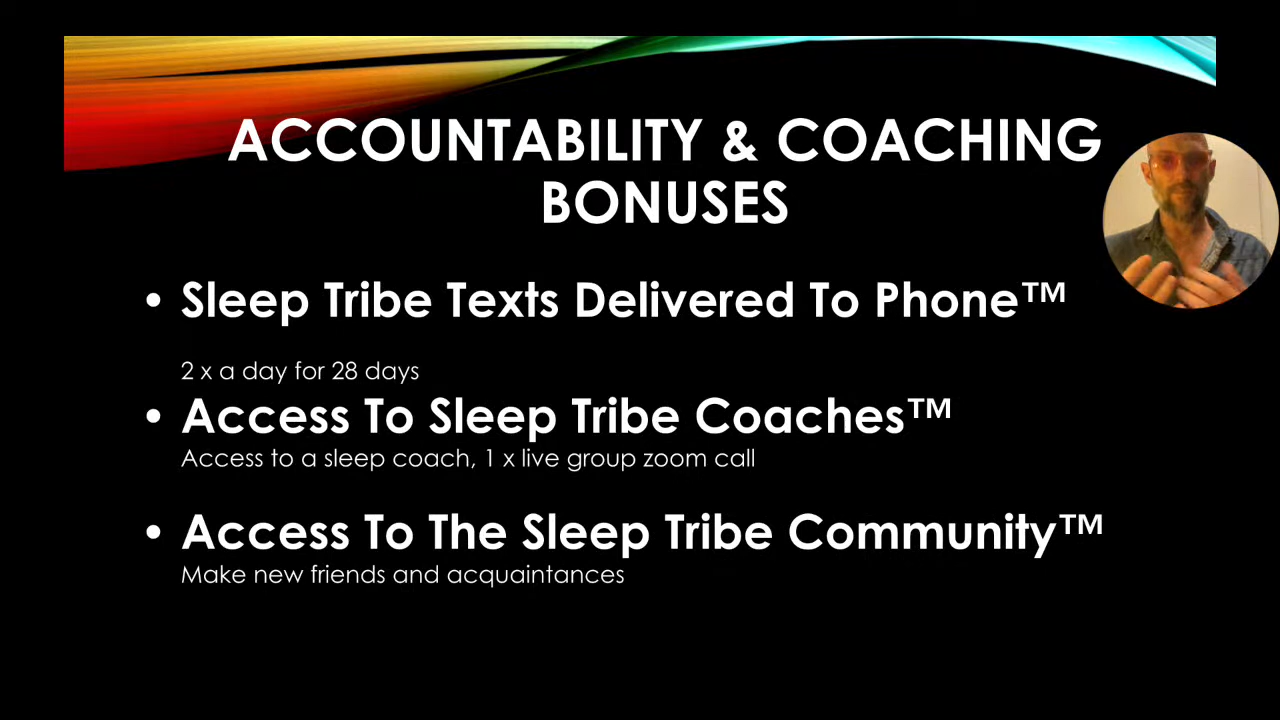 ACCOUNTABILITY & COACHING
BONUSES
• Sleep Tribe Texts Delivered To Phone™
2 x a day for 28 days
• Access To Sleep Tribe Coaches™
Access to a sleep coach, 1 x live group zoom call
• Access To The Sleep Tribe Community™
Make new friends and acquaintances